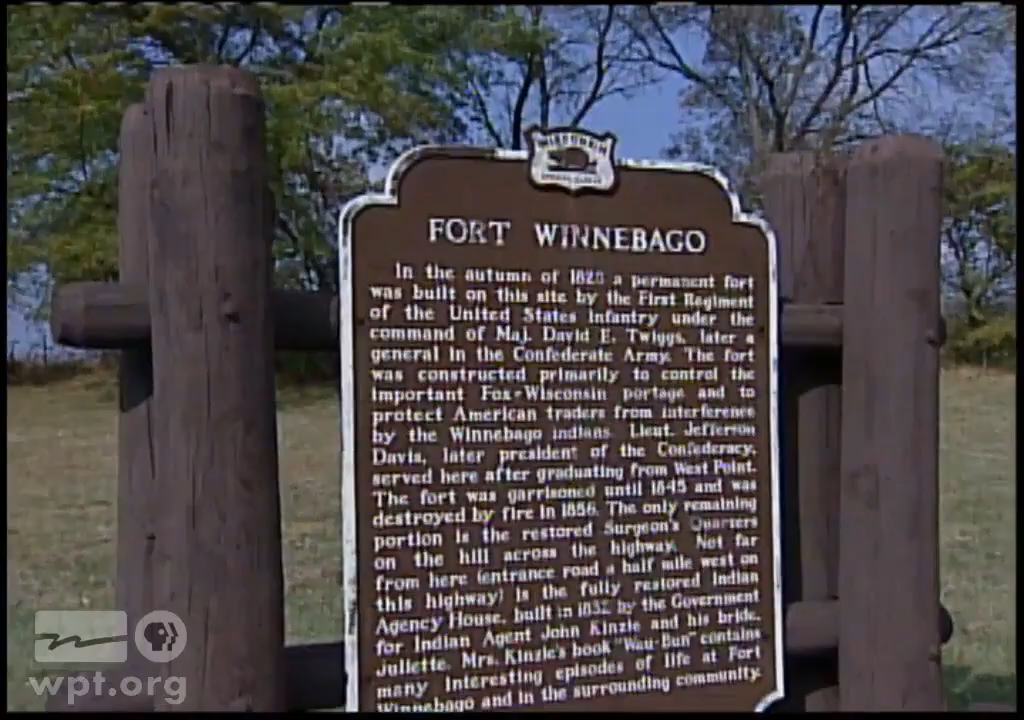 WISCONSIN
FORT WINNEBAGO
In the autumn of 1828 a permanent fort
was built on this site by the First Regiment
of the United States Infantry under the
command of Maj. David E. Twiggs, later a
general in the Confederate Army. The fort
was constructed primarily to control the
important Fox-Wisconsin portage and to
protect American traders from interference
by the Winnebago indians. Lieut. Jefferson
Davis, later president of the Confederacy,
served here after graduating from West Point.
The fort was garrisoned until 1845 and was
destroyed by fire in 1856. The only remaining
portion is the restored Surgeon's Quarters
on the hill across the highway. Not far
from here (entrance road a half mile west on
this highway) is the fully restored Indian
Agency House, built in 1832 by the Government
for Indian Agent John Kinzie and his bride,
Juliette. Mrs. Kinzie's book "Wau-Bun" contains
many interesting episodes of life at Fort
Winnebago and in the surrounding community.
wpt.org